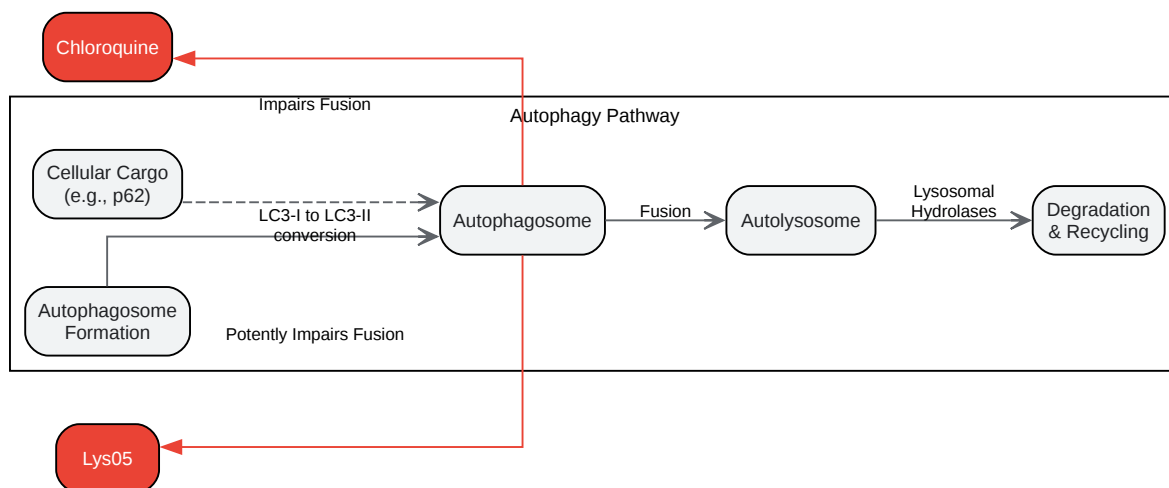 Chloroquine
Impairs Fusion
Autophagy Pathway
Cellular Cargo
(e.g., p62)
LC3-I to LC3-II
conversion
Autophagosome
Fusion
Autolysosome
Lysosomal
Hydrolases
Degradation
& Recycling
Autophagosome
Formation
Potently Impairs Fusion
Lys05